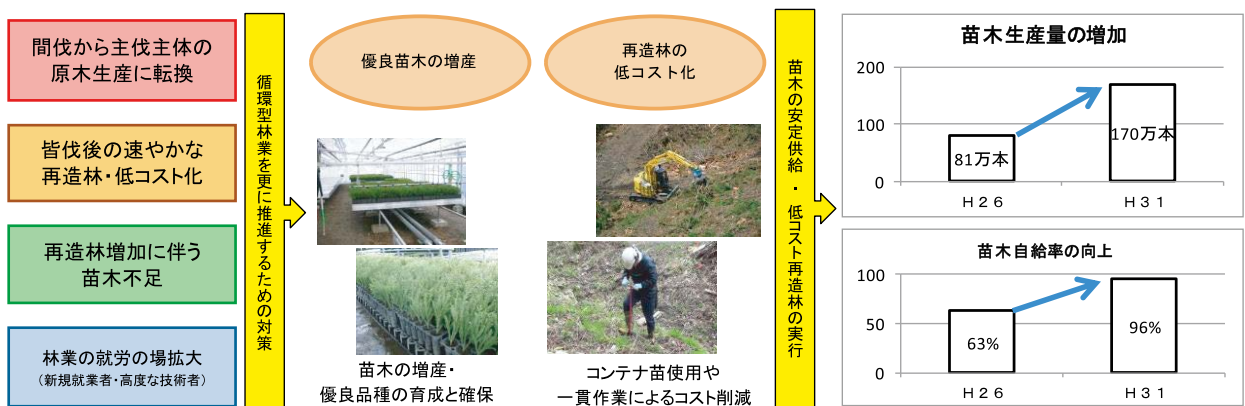 間伐から主伐主体の
原木生産に転換
皆伐後の速やかな
再造林・低コスト化
再造林増加に伴う
苗木不足
林業の就労の場拡大
（新規就業者・高度な技術者）
循環型林業を更に推進するための対策
優良苗木の増産
苗木の増産・
優良品種の育成と確保
再造林の
低コスト化
コンテナ苗使用や
一貫作業によるコスト削減
苗木の安定供給・低コスト再造林の実行
苗木生産量の増加
200
100
0
81万本
170万本
Ｈ２６
Ｈ３１
苗木自給率の向上
100
50
0
63%
96%
Ｈ２６
Ｈ３１